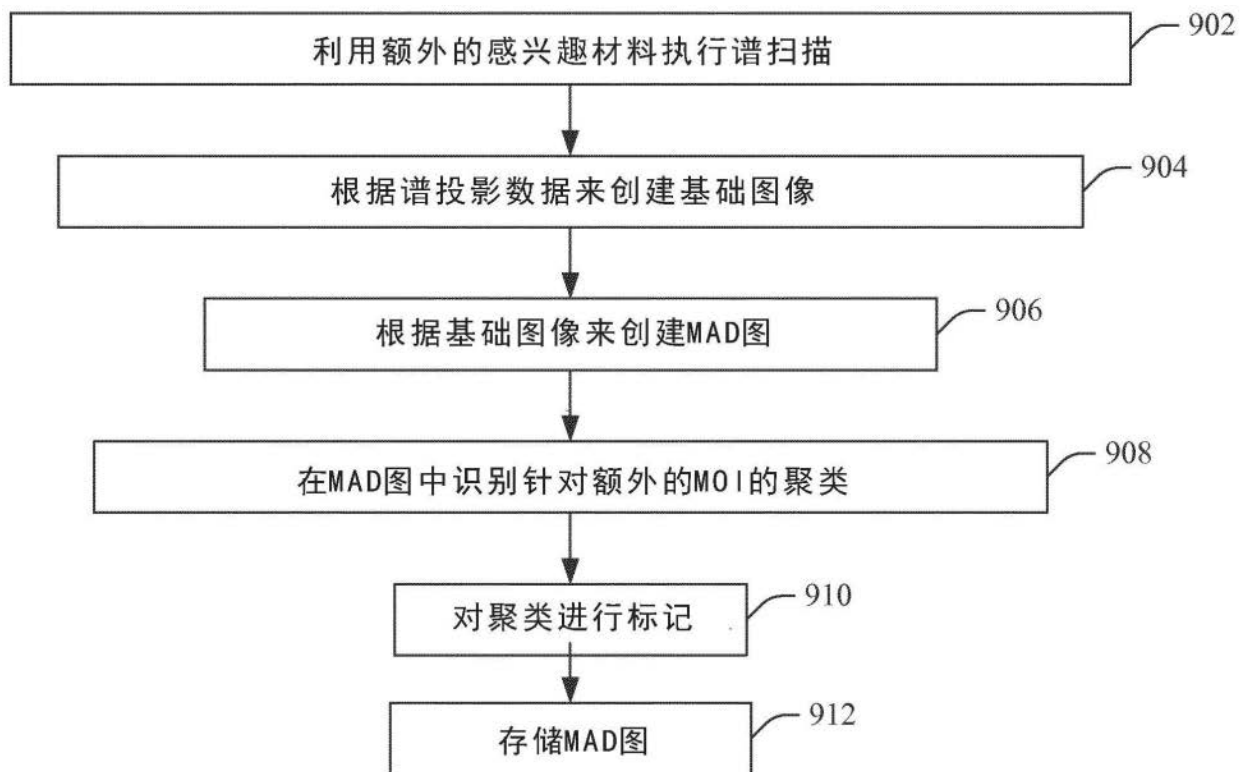 利用额外的感兴趣材料执行谱扫描
902
根据谱投影数据来创建基础图像
904
根据基础图像来创建MAD图
906
在MAD图中识别针对额外的MOI的聚类
908
对聚类进行标记
910
存储MAD图
912